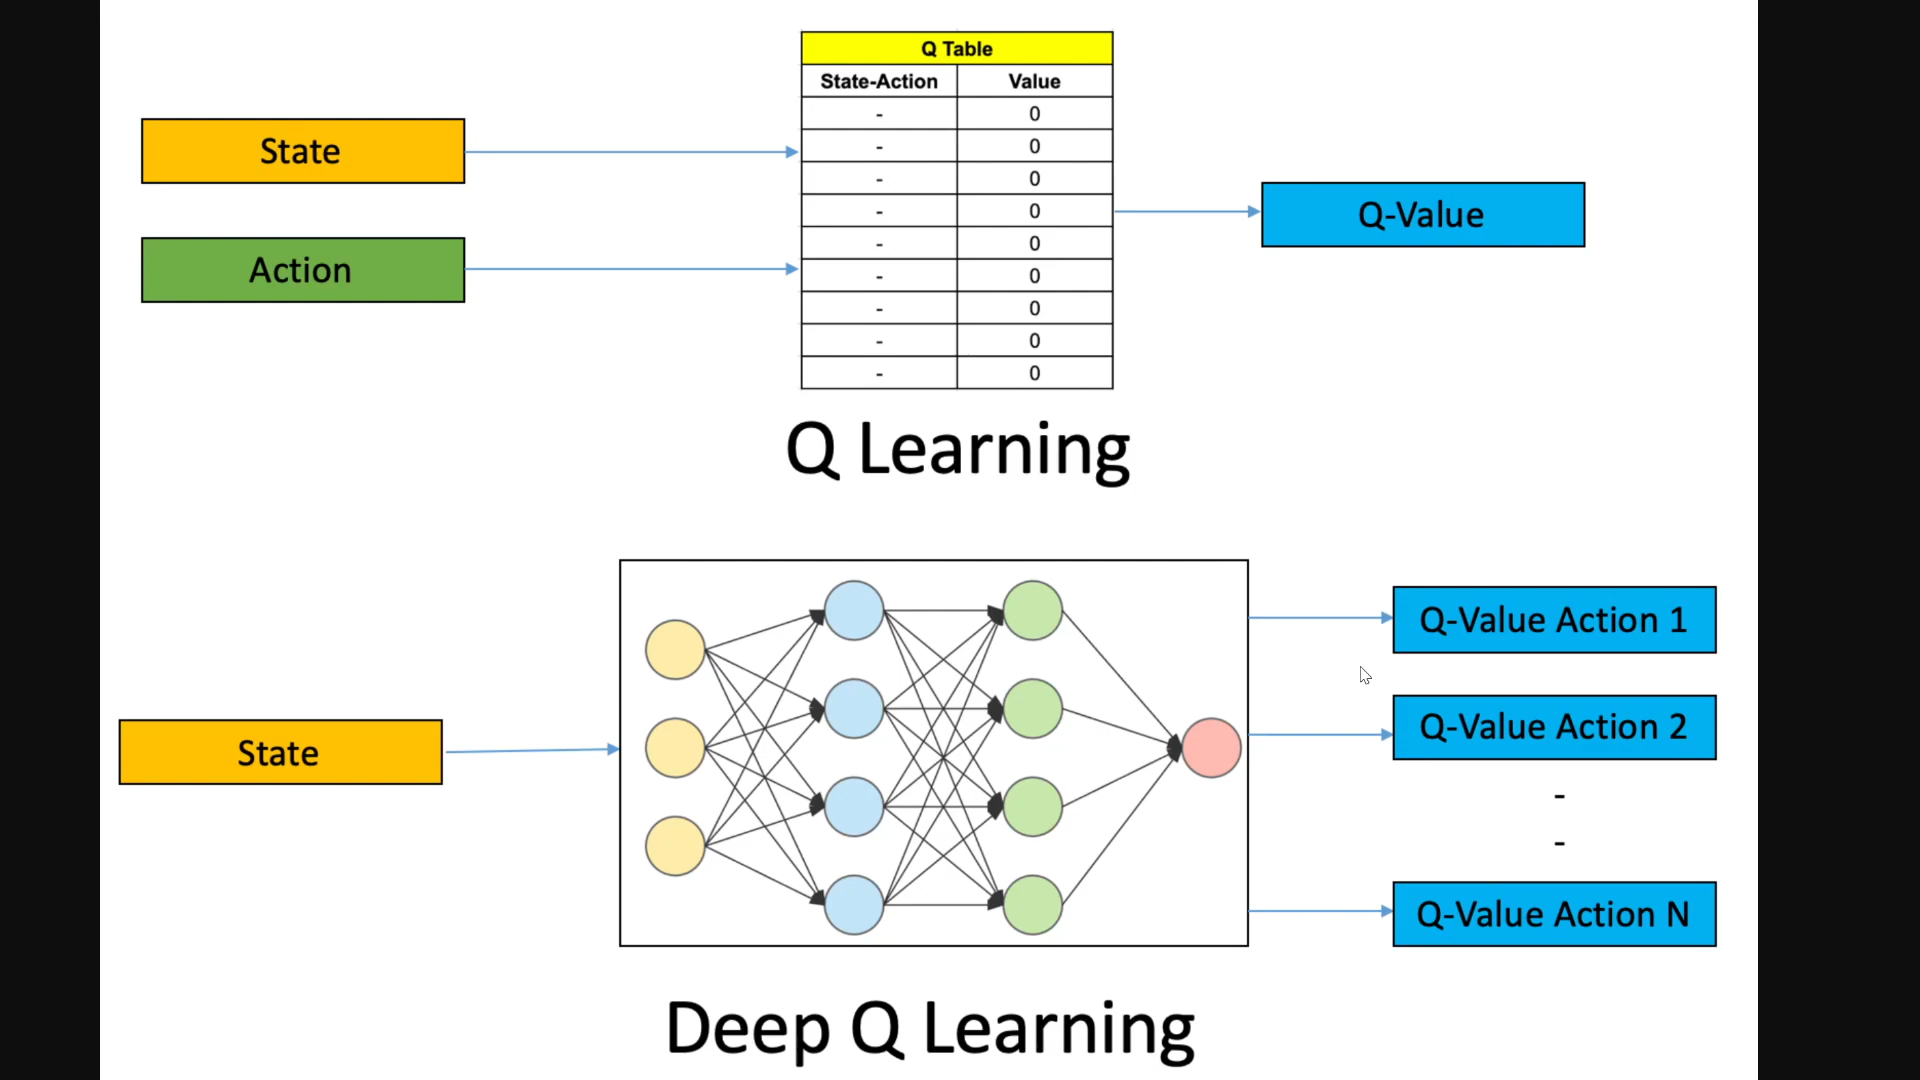 Q Table
State-Action Value
- 0
- 0
- 0
- 0
- 0
- 0
- 0
- 0
- 0
State
Action
Q-Value
Q Learning
State
Q-Value Action 1
Q-Value Action 2
-
-
Q-Value Action N
Deep Q Learning